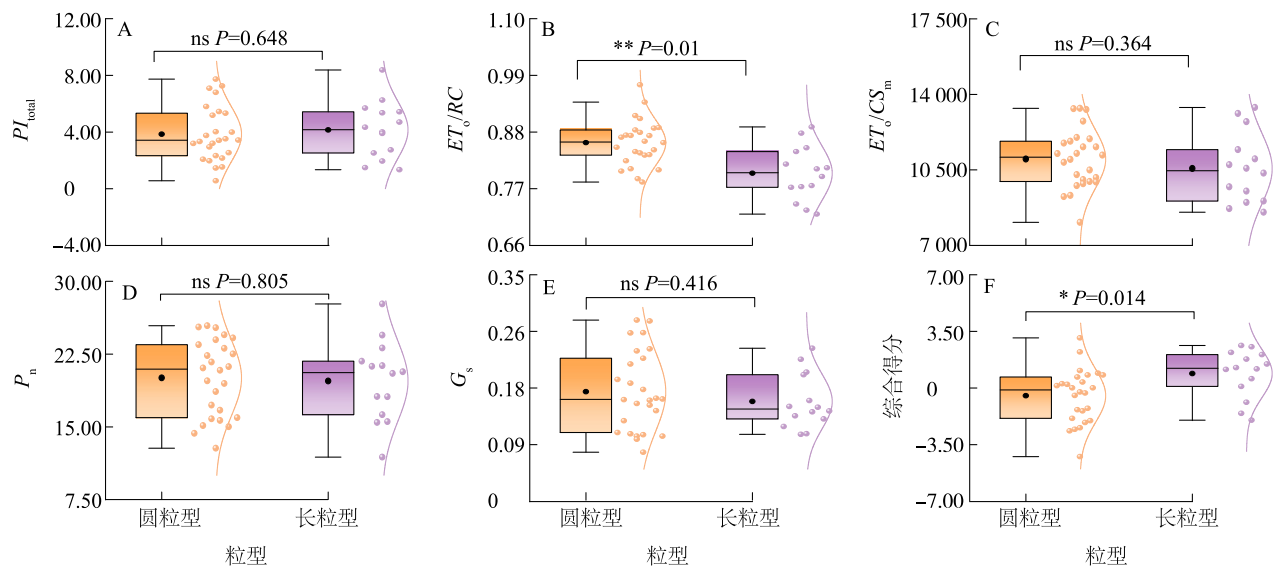 A
ns P=0.648
12.00
8.00
4.00
0
−4.00
PItotal
B
** P=0.01
1.10
0.99
0.88
0.77
0.66
ETo/RC
C
ns P=0.364
17 500
14 000
10 500
7 000
ETo/CSm
D
ns P=0.805
30.00
22.50
15.00
7.50
Pn
圆粒型 长粒型
粒型
E
ns P=0.416
0.35
0.26
0.18
0.09
0
Gs
圆粒型 长粒型
粒型
F
* P=0.014
7.00
3.50
0
−3.50
−7.00
综合得分
圆粒型 长粒型
粒型